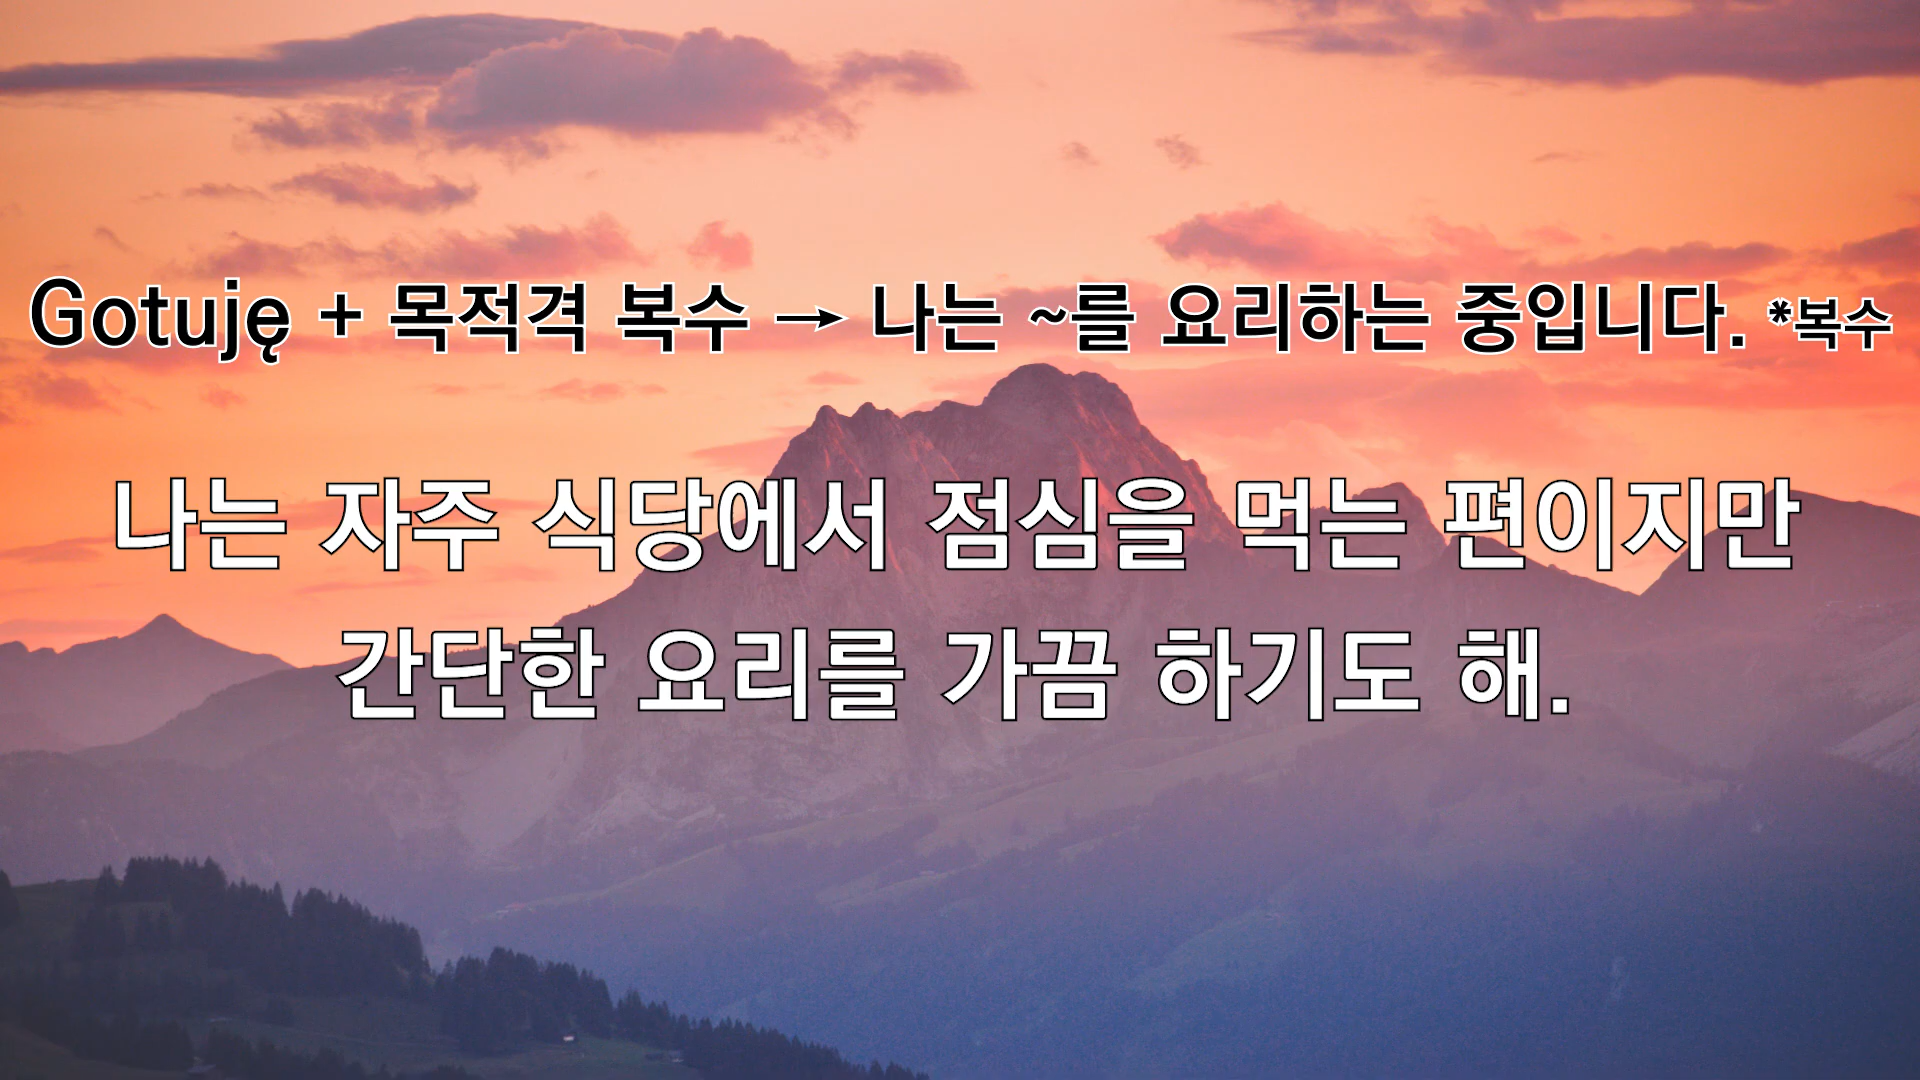 Gotuję + 목적격 복수 → 나는 ~를 요리하는 중입니다. *복수
나는 자주 식당에서 점심을 먹는 편이지만
간단한 요리를 가끔 하기도 해.